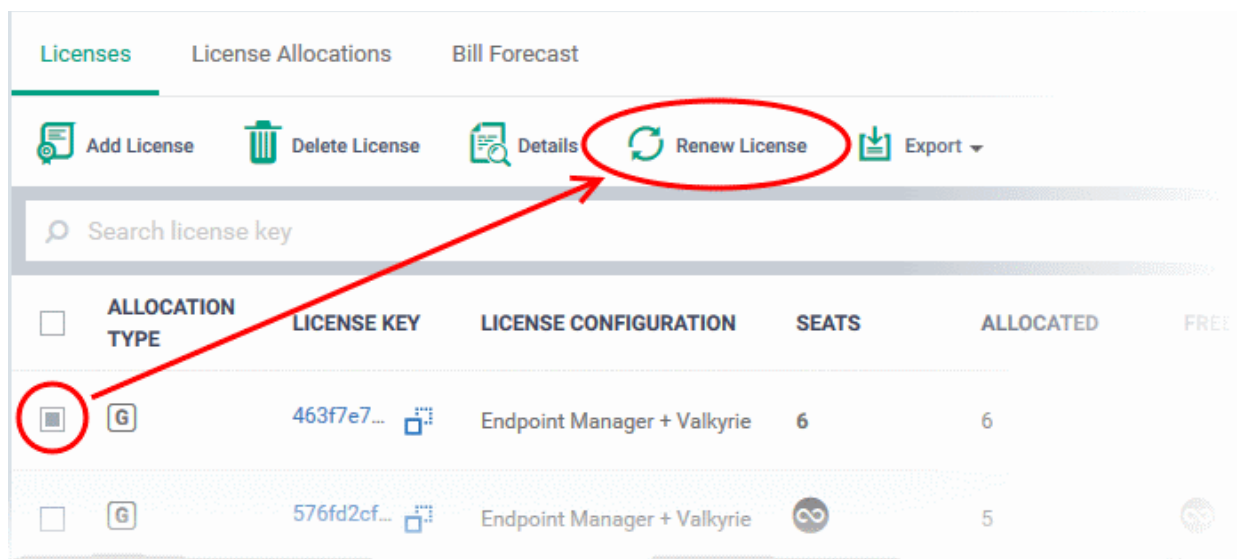 Licenses License Allocations Bill Forecast
Add License Delete License Details Renew License Export
Search license key
ALLOCATION TYPE LICENSE KEY LICENSE CONFIGURATION SEATS ALLOCATED FREE
G 463f7e7... Endpoint Manager + Valkyrie 6 6
G 576fd2cf... Endpoint Manager + Valkyrie 5